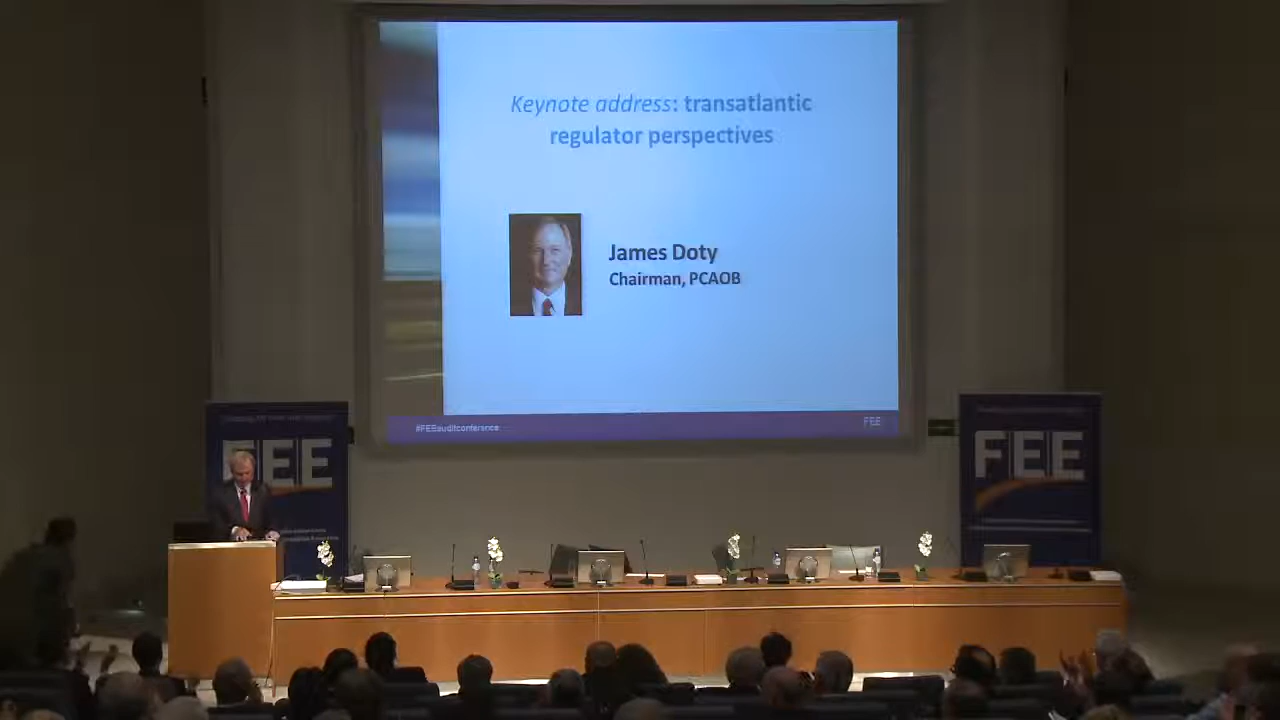 Keynote address: transatlantic
regulator perspectives
James Doty
Chairman, PCAOB
#FEEauditconference
FEE
FEE
FEE